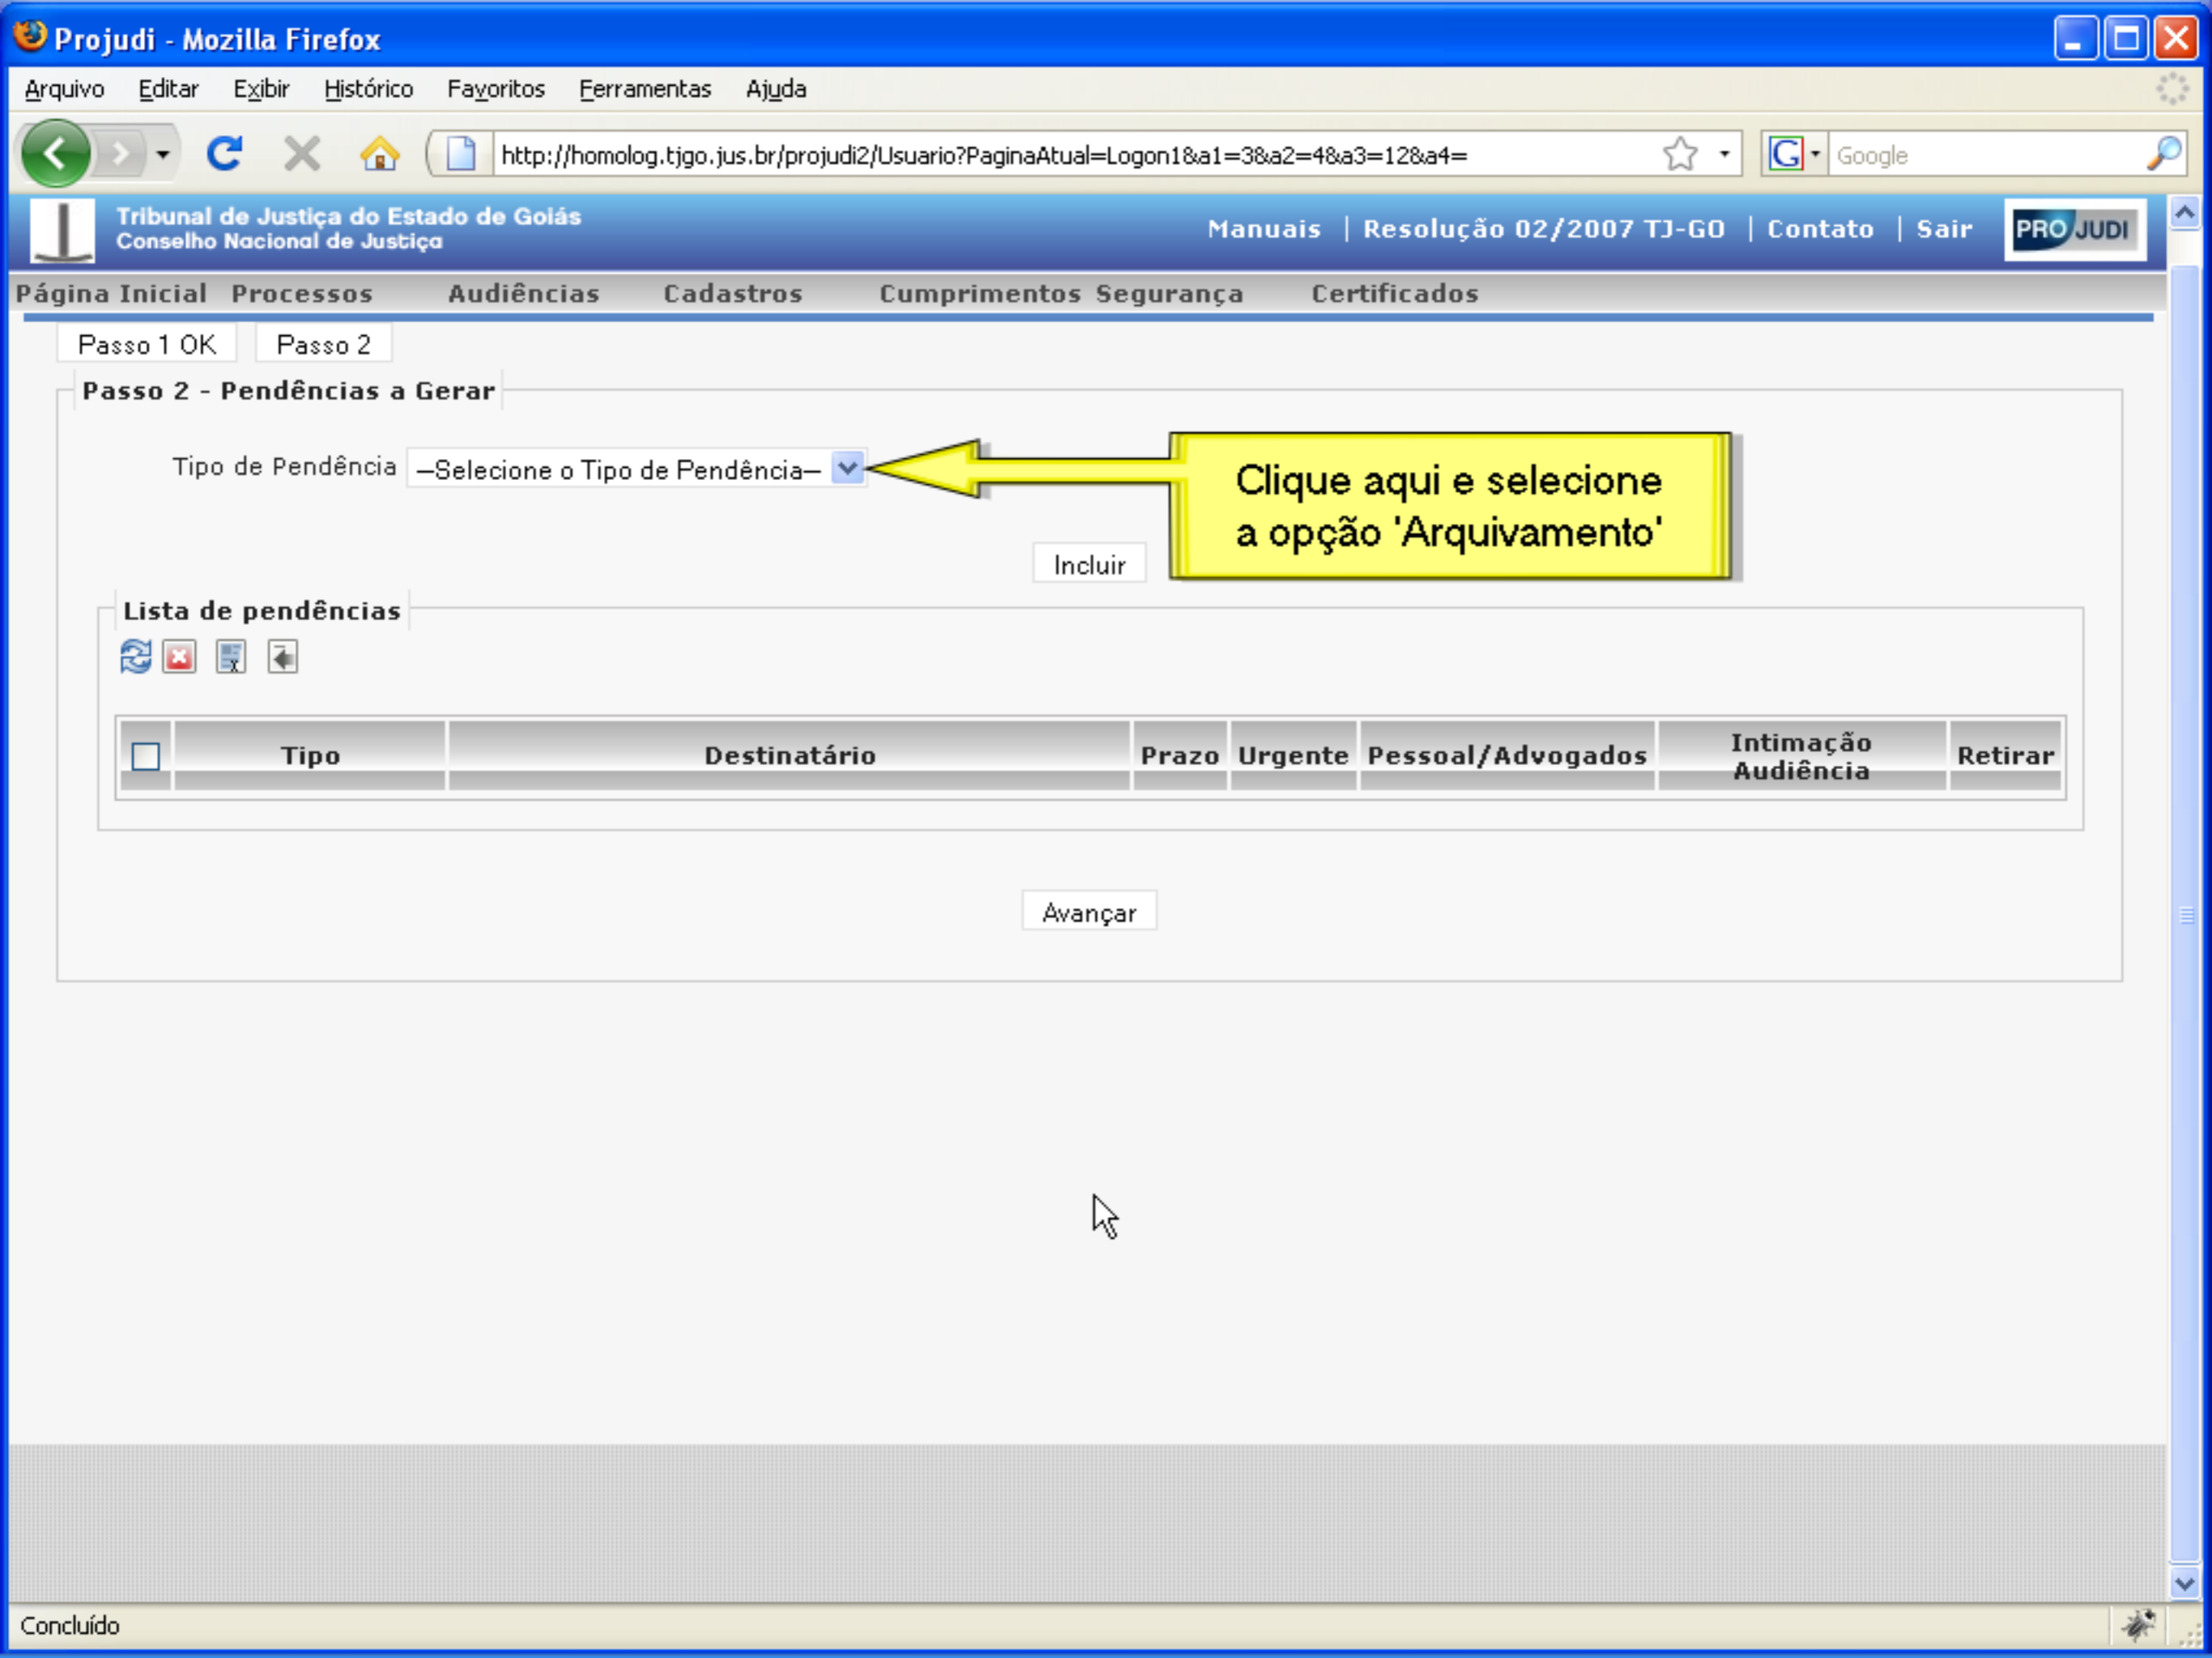 Projudi - Mozilla Firefox
Arquivo Editar Exibir Histórico Favoritos Ferramentas Ajuda
http://homolog.tjgo.jus.br/projudi2/Usuario?PaginaAtual=Logon1&a1=3&a2=4&a3=12&a4=
G Google
Tribunal de Justiça do Estado de Goiás
Conselho Nacional de Justiça
Manuais | Resolução 02/2007 TJ-GO | Contato | Sair
PROJUDI
Página Inicial Processos Audiências Cadastros Cumprimentos Segurança Certificados
Passo 1 OK Passo 2
Passo 2 - Pendências a Gerar
Tipo de Pendência —Selecione o Tipo de Pendência—
Clique aqui e selecione
a opção 'Arquivamento'
Incluir
Lista de pendências
Tipo Destinatário Prazo Urgente Pessoal/Advogados Intimação Audiência Retirar
Avançar
Concluído